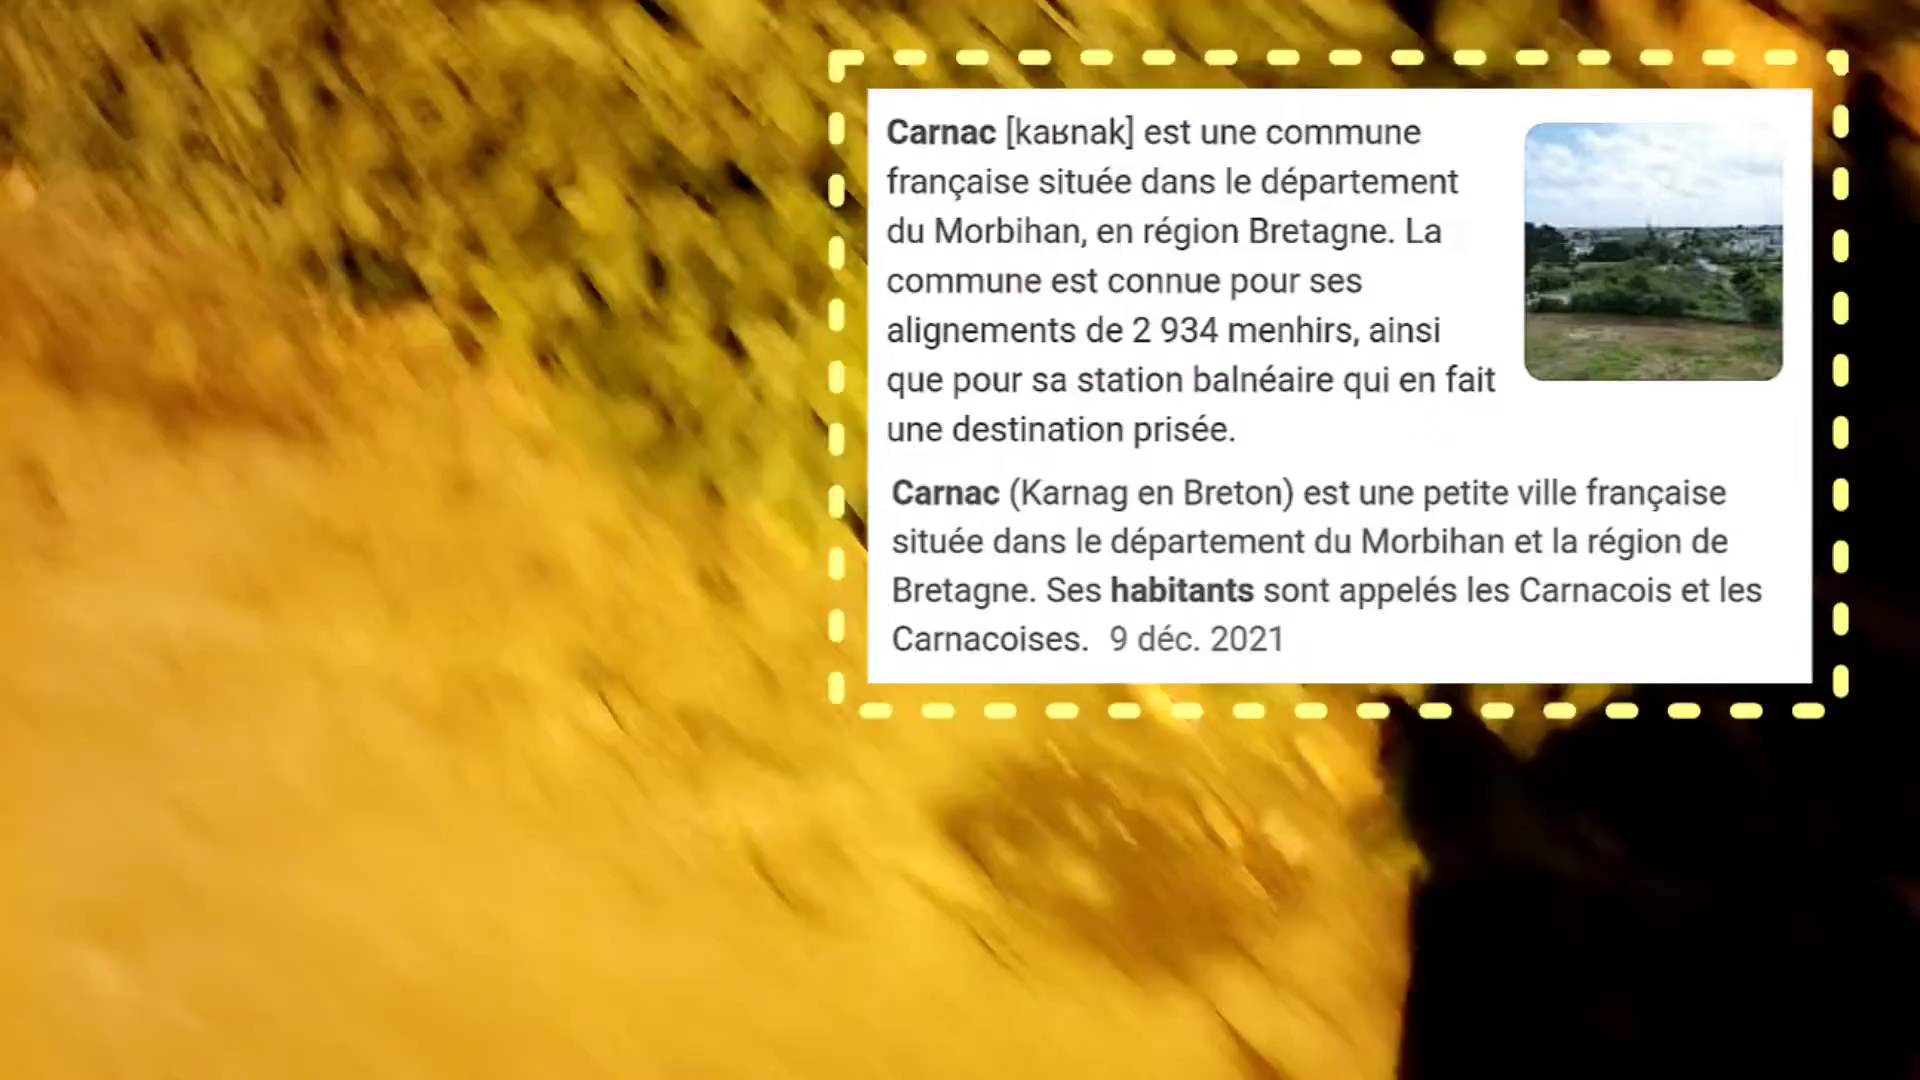 Carnac [kaʁnak] est une commune
française située dans le département
du Morbihan, en région Bretagne. La
commune est connue pour ses
alignements de 2 934 menhirs, ainsi
que pour sa station balnéaire qui en fait
une destination prisée.
Carnac (Karnag en Breton) est une petite ville française
située dans le département du Morbihan et la région de
Bretagne. Ses habitants sont appelés les Carnacois et les
Carnacoises. 9 déc. 2021